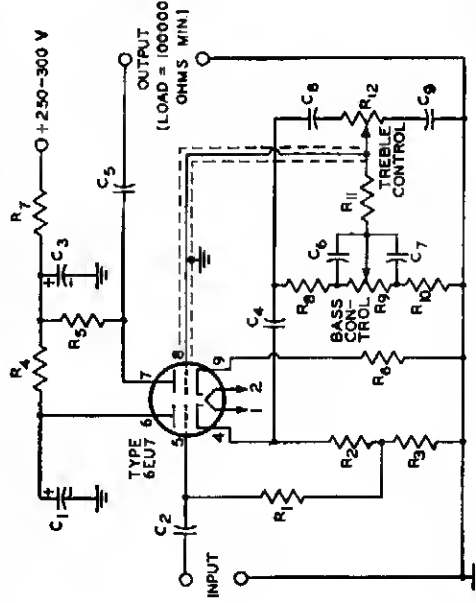 +250-300 V
R7
C3
R4
R5
C1
C5
OUTPUT
(LOAD = 100000
OHMS MIN.)
TYPE
6EU7
6
7
5
8
4
9
1
2
C2
INPUT
R1
R2
R3
R6
C4
R8
BASS
CON-
TROL
R9
R10
C6
C7
R11
TREBLE
CONTROL
C8
R12
C9